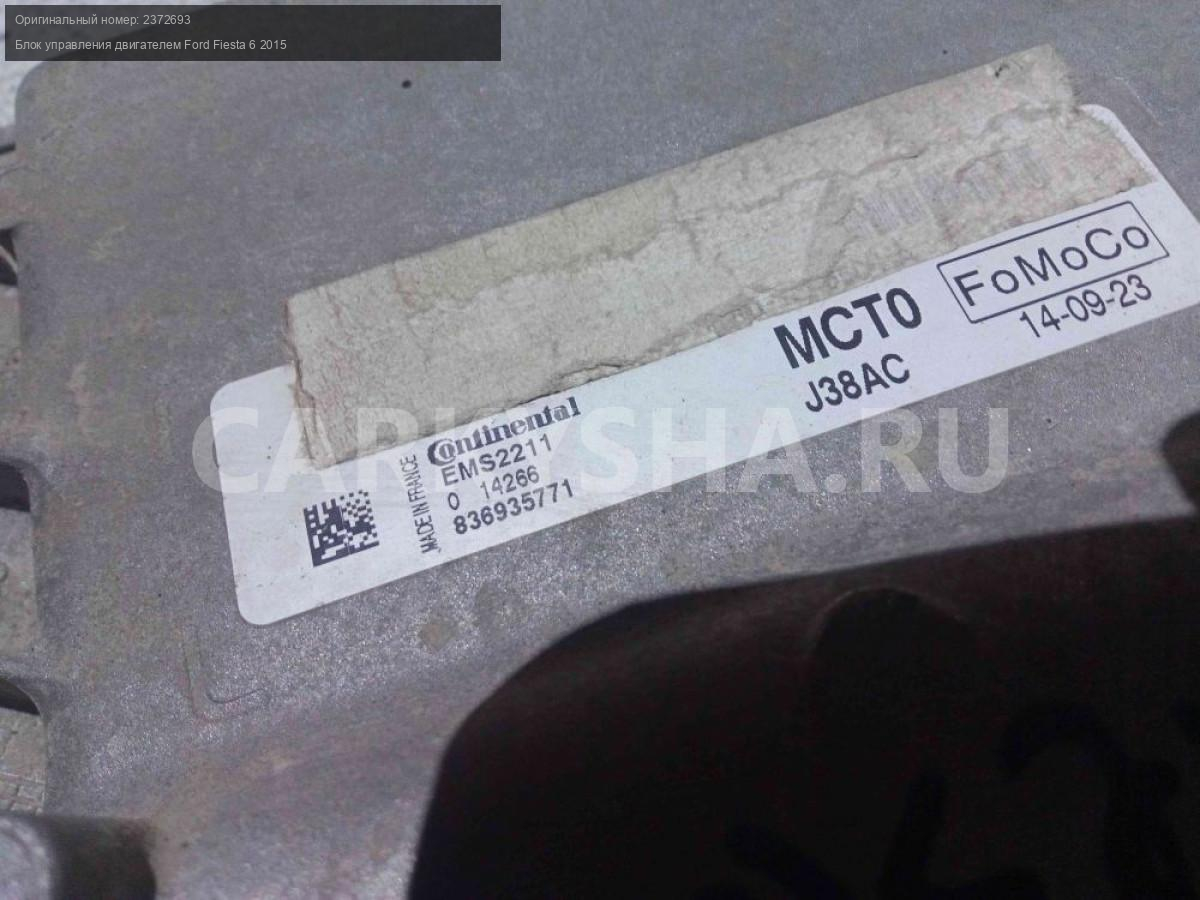 Оригинальный номер: 2372693
Блок управления двигателем Ford Fiesta 6 2015
FoMoCo
14-09-23
MCT0
J38AC
Continental
EMS2211
0 14266
836935771
MADE IN FRANCE
CARKYSHA.RU